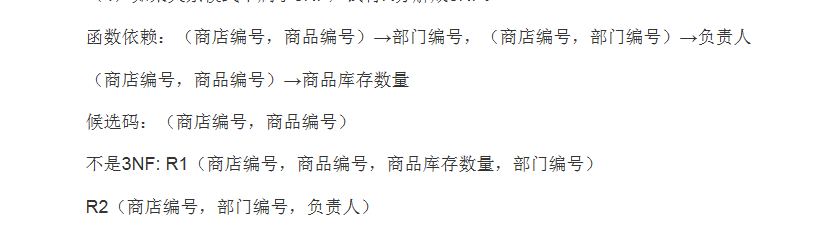 函数依赖：（商店编号，商品编号）→部门编号，（商店编号，部门编号）→负责人
（商店编号，商品编号）→商品库存数量
候选码：（商店编号，商品编号）
不是3NF: R1（商店编号，商品编号，商品库存数量，部门编号）
R2（商店编号，部门编号，负责人）